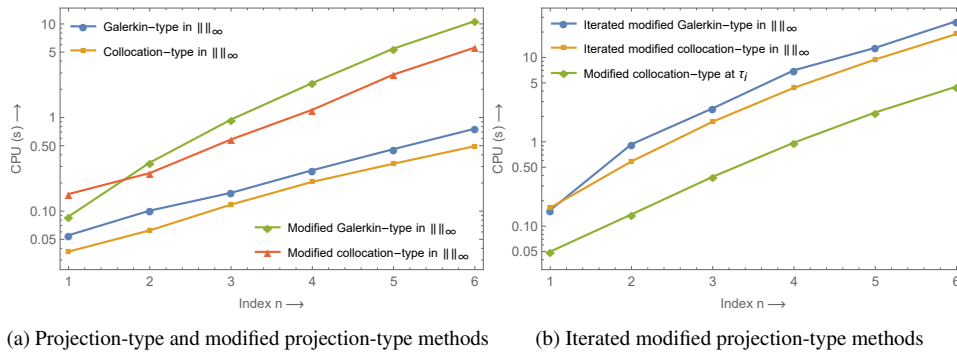 Galerkin-type in ‖ ‖∞
Collocation-type in ‖ ‖∞
CPU (s) ⟶
10
5
1
0.50
0.10
0.05
Modified Galerkin-type in ‖ ‖∞
Modified collocation-type in ‖ ‖∞
1 2 3 4 5 6
Index n ⟶
(a) Projection-type and modified projection-type methods
Iterated modified Galerkin-type in ‖ ‖∞
Iterated modified collocation-type in ‖ ‖∞
Modified collocation-type at τᵢ
CPU (s) ⟶
10
5
1
0.50
0.10
0.05
1 2 3 4 5 6
Index n ⟶
(b) Iterated modified projection-type methods